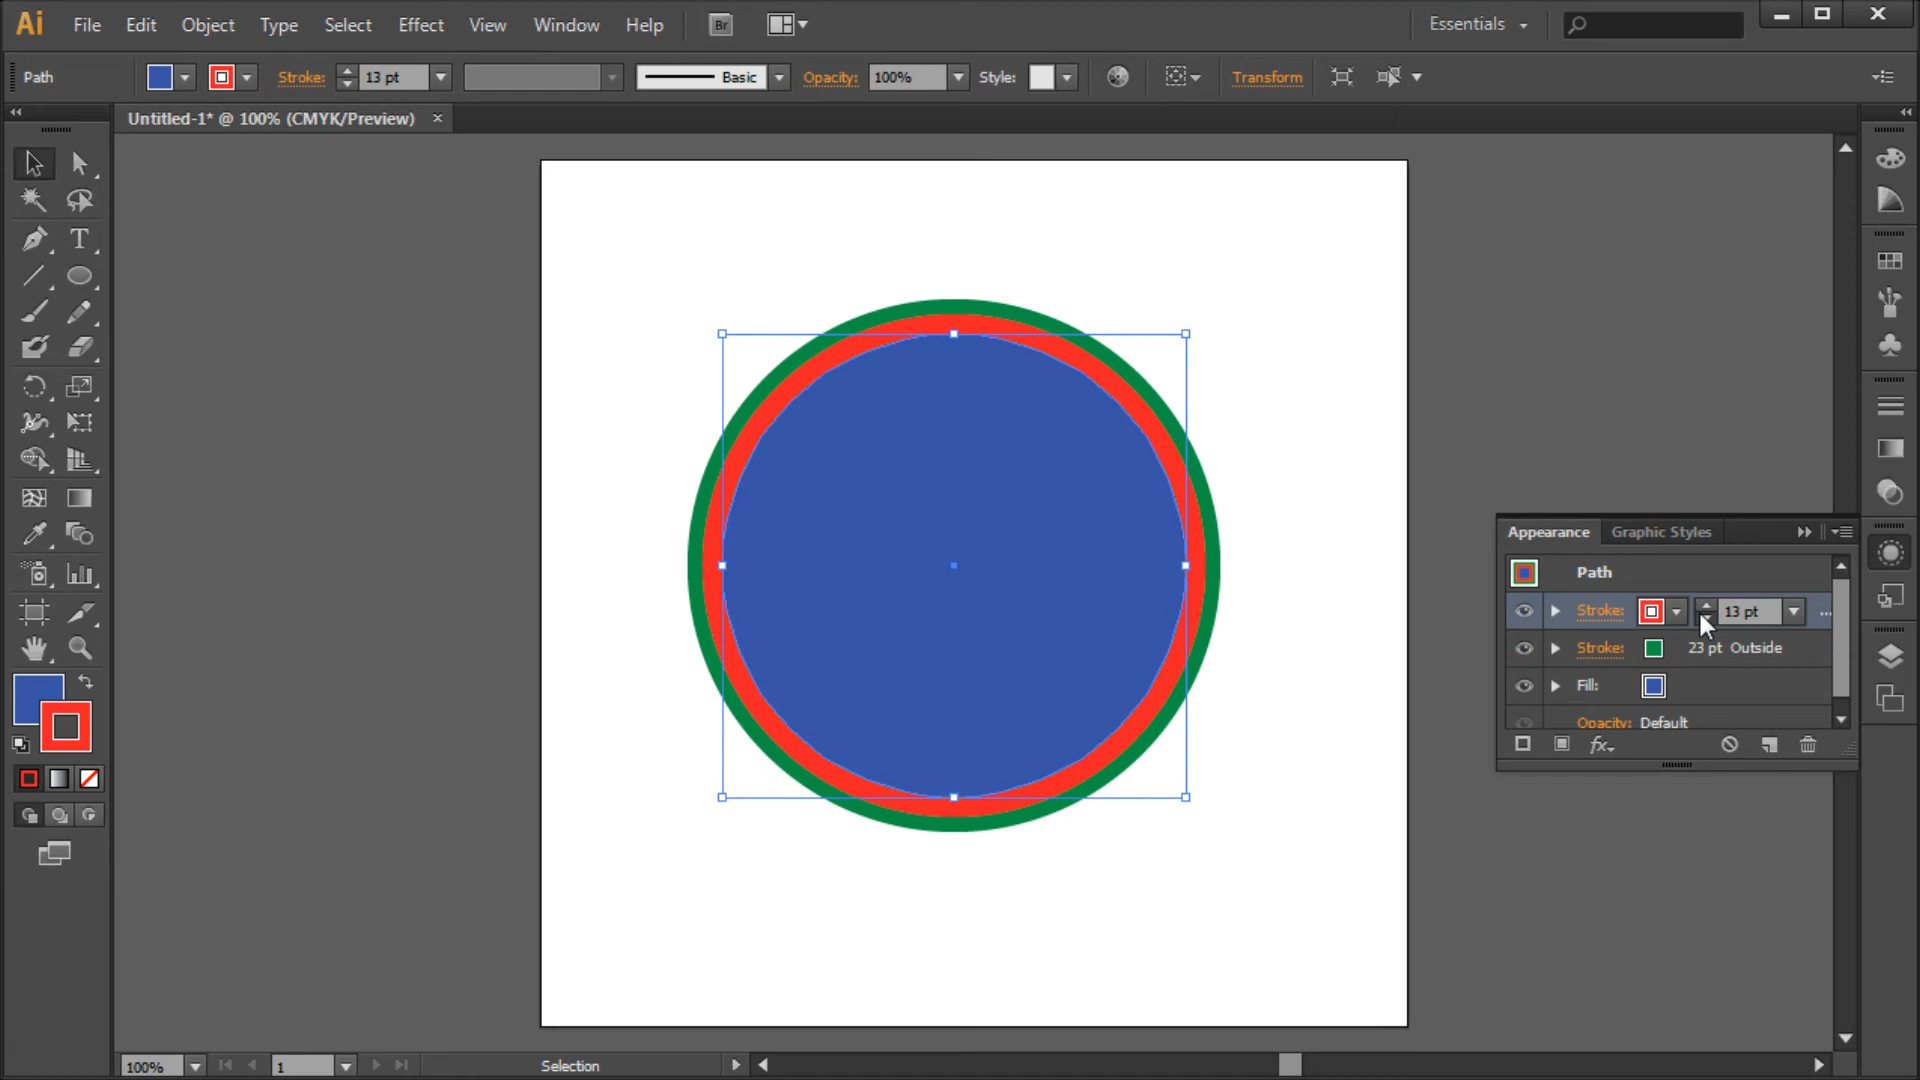 Ai File Edit Object Type Select Effect View Window Help Br Essentials
Path Stroke: 13 pt Basic Opacity: 100% Style: Transform
Untitled-1* @ 100% (CMYK/Preview) ×
T
Appearance Graphic Styles
Path
Stroke: 13 pt ...
Stroke: 23 pt Outside
Fill:
Opacity: Default
fx
100% 1 Selection